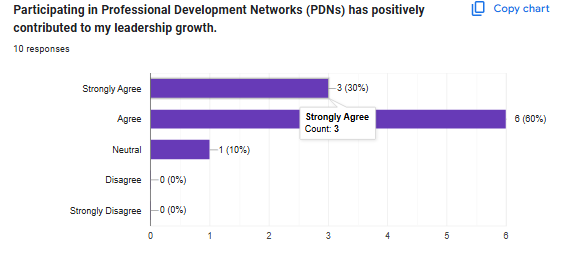 Participating in Professional Development Networks (PDNs) has positively
Copy chart
contributed to my leadership growth.
10 responses
Strongly Agree
3 (30%)
Strongly Agree
Count: 3
Agree
6 (60%)
Neutral
1 (10%)
Disagree
0 (0%)
Strongly Disagree
0 (0%)
0 1 2 3 4 5 6